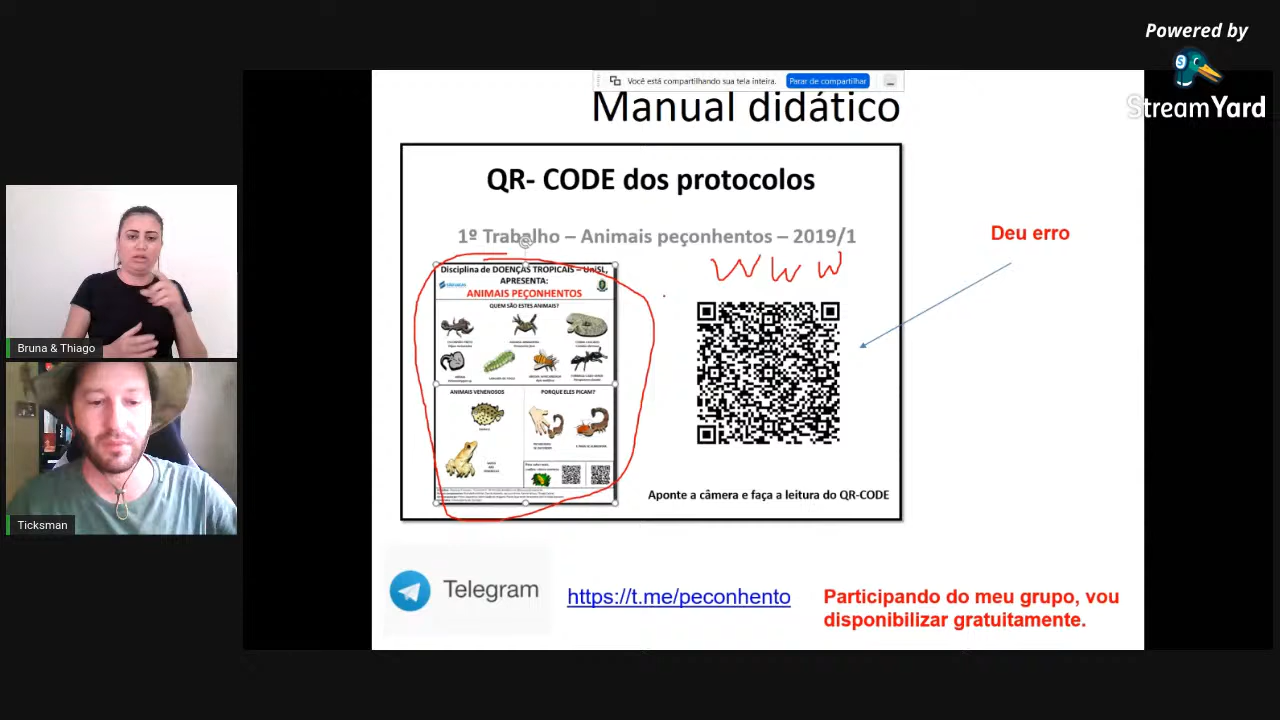 Powered by
StreamYard
Você está compartilhando sua tela inteira.
Parar de compartilhar
Manual didático
QR- CODE dos protocolos
1º Trabalho – Animais peçonhentos – 2019/1
Deu erro
W W W
Disciplina de DOENÇAS TROPICAIS – UniSL,
APRESENTA:
ANIMAIS PEÇONHENTOS
QUEM SÃO ESTES ANIMAIS?
ANIMAIS VENENOSOS
PORQUE ELES PICAM?
Aponte a câmera e faça a leitura do QR-CODE
Bruna & Thiago
Ticksman
Telegram
https://t.me/peconhento
Participando do meu grupo, vou
disponibilizar gratuitamente.